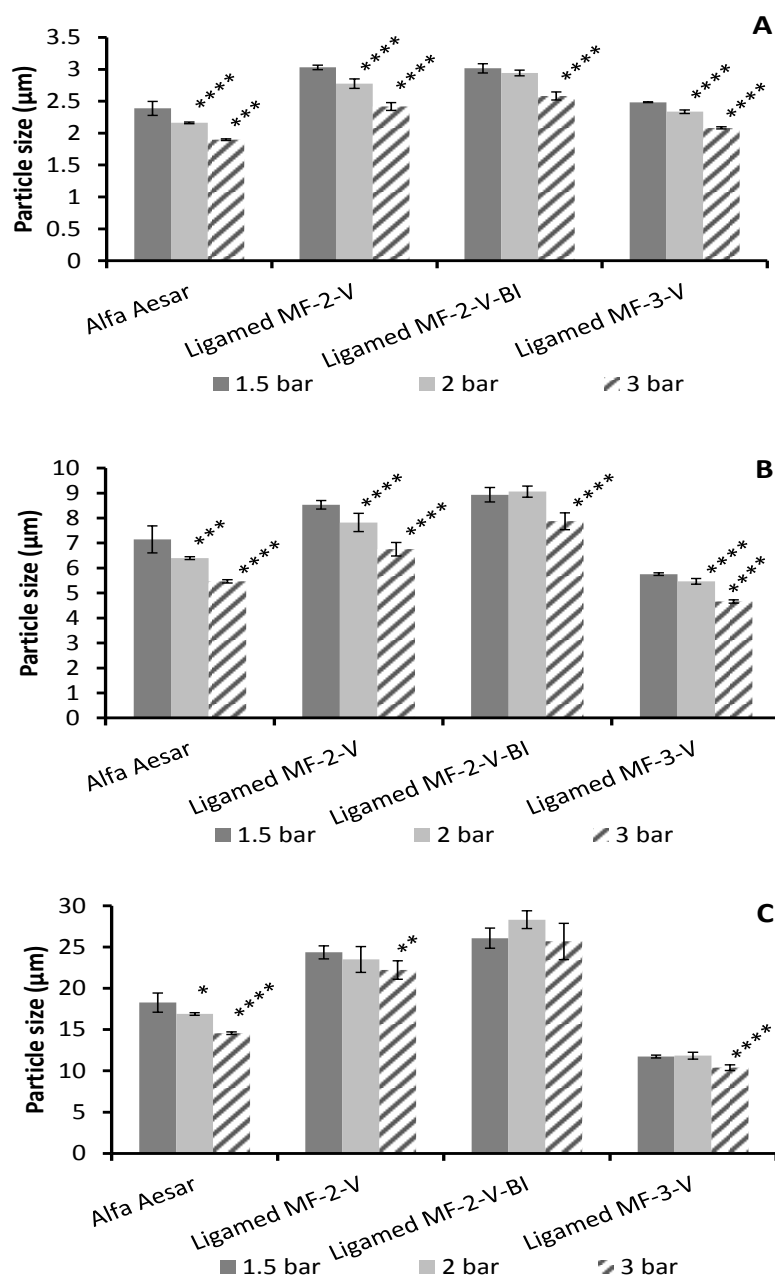 A
Particle size (µm)
3.5
3
2.5
2
1.5
1
0.5
0
**** *** **** **** **** **** ****
Alfa Aesar Ligamed MF-2-V Ligamed MF-2-V-BI Ligamed MF-3-V
1.5 bar 2 bar 3 bar
B
Particle size (µm)
10
9
8
7
6
5
4
3
2
1
0
*** **** **** **** **** **** ****
Alfa Aesar Ligamed MF-2-V Ligamed MF-2-V-BI Ligamed MF-3-V
1.5 bar 2 bar 3 bar
C
Particle size (µm)
30
25
20
15
10
5
0
* **** ** ****
Alfa Aesar Ligamed MF-2-V Ligamed MF-2-V-BI Ligamed MF-3-V
1.5 bar 2 bar 3 bar